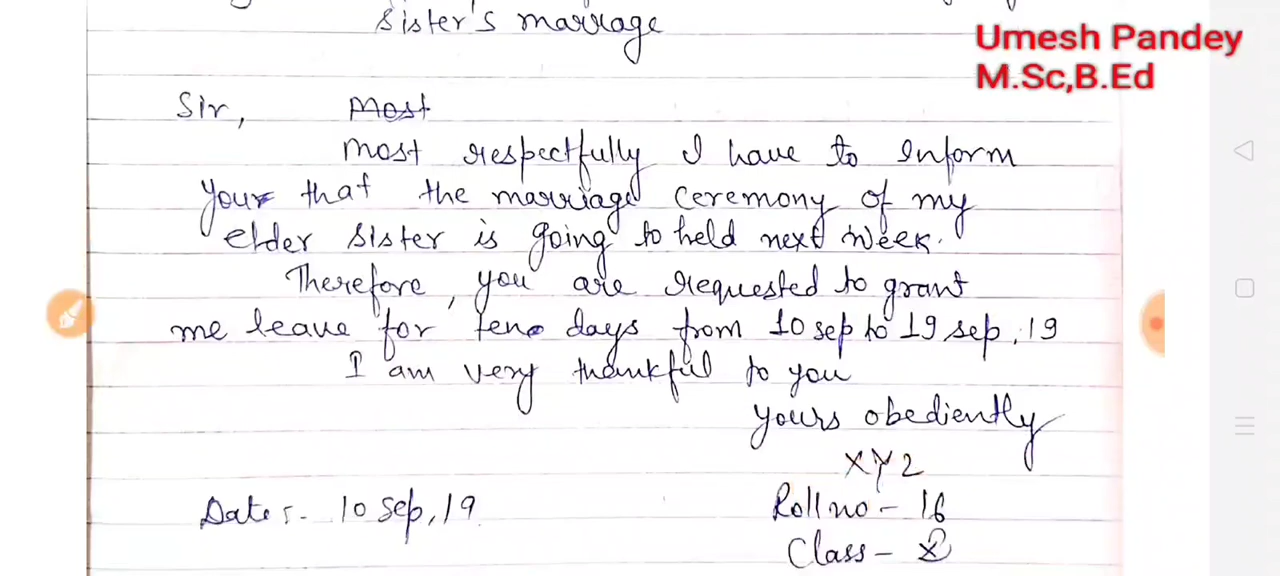 Sister's marriage
Umesh Pandey
M.Sc,B.Ed
Sir, Most
most respectfully I have to Inform
your that the marriage ceremony of my
elder sister is going to held next week.
Therefore, you are requested to grant
me leave for ten days from 10 sep to 19 sep, 19
I am very thankful to you
yours obediently
XYZ
Date :- 10 sep, 19
Roll no - 16
Class -